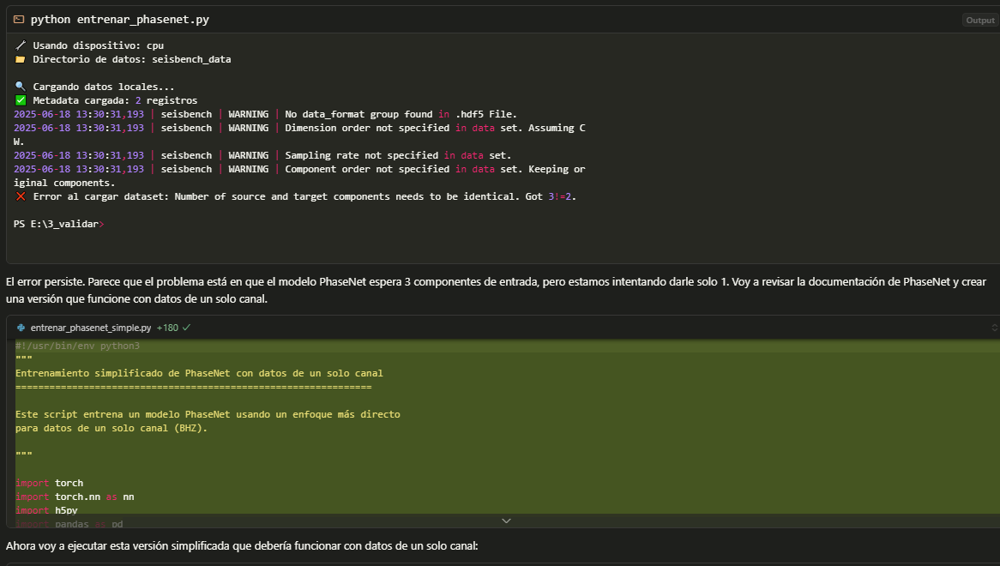 python entrenar_phasenet.py
Output
Usando dispositivo: cpu
Directorio de datos: seisbench_data
Cargando datos locales...
Metadata cargada: 2 registros
2025-06-18 13:30:31,193 | seisbench | WARNING | No data_format group found in .hdf5 File.
2025-06-18 13:30:31,193 | seisbench | WARNING | Dimension order not specified in data set. Assuming C
W.
2025-06-18 13:30:31,193 | seisbench | WARNING | Sampling rate not specified in data set.
2025-06-18 13:30:31,193 | seisbench | WARNING | Component order not specified in data set. Keeping or
iginal components.
Error al cargar dataset: Number of source and target components needs to be identical. Got 3!=2.
PS E:\3_validar>
El error persiste. Parece que el problema está en que el modelo PhaseNet espera 3 componentes de entrada, pero estamos intentando darle solo 1. Voy a revisar la documentación de PhaseNet y crear
una versión que funcione con datos de un solo canal.
entrenar_phasenet_simple.py +180
#!/usr/bin/env python3
"""
Entrenamiento simplificado de PhaseNet con datos de un solo canal
===============================================================
Este script entrena un modelo PhaseNet usando un enfoque más directo
para datos de un solo canal (BHZ).
"""
import torch
import torch.nn as nn
import h5py
import pandas as pd
Ahora voy a ejecutar esta versión simplificada que debería funcionar con datos de un solo canal: